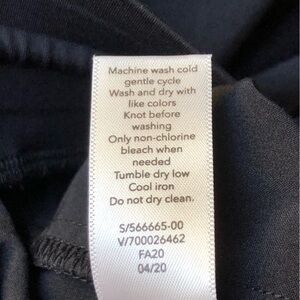 Machine wash cold
gentle cycle
Wash and dry with
like colors
Knot before
washing
Only non-chlorine
bleach when
needed
Tumble dry low
Cool iron
Do not dry clean.
S/566665-00
V/700026462
FA20
04/20